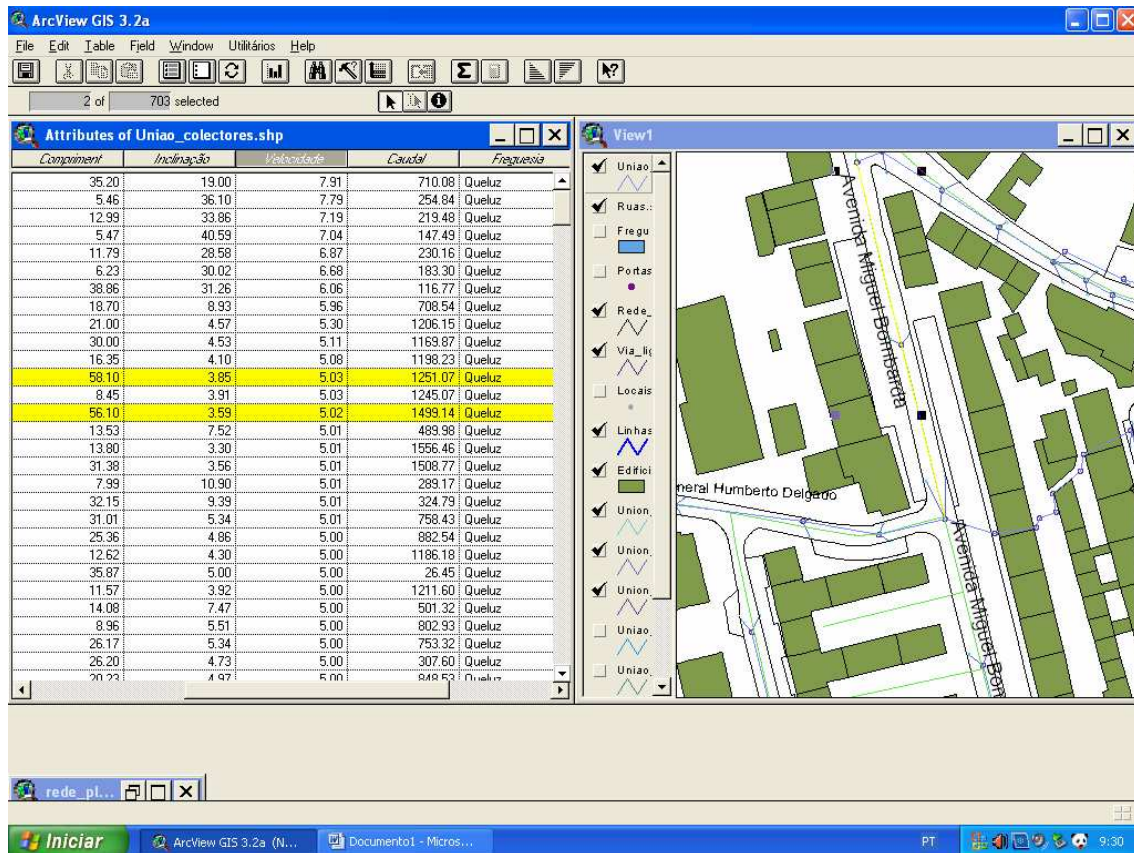 ArcView GIS 3.2a
File Edit Table Field Window Utilitários Help
2 of 703 selected
Attributes of Uniao_colectores.shp
Compriment Inclinação Velocidade Caudal Freguesia
35.20 19.00 7.91 710.08 Queluz
5.46 36.10 7.79 254.84 Queluz
12.99 33.86 7.19 219.48 Queluz
5.47 40.59 7.04 147.49 Queluz
11.79 28.58 6.87 230.16 Queluz
6.23 30.02 6.68 183.30 Queluz
38.86 31.26 6.06 116.77 Queluz
18.70 8.93 5.96 708.54 Queluz
21.00 4.57 5.30 1206.15 Queluz
30.00 4.53 5.11 1169.87 Queluz
16.35 4.10 5.08 1198.23 Queluz
58.10 3.85 5.03 1251.07 Queluz
8.45 3.91 5.03 1245.07 Queluz
56.10 3.59 5.02 1499.14 Queluz
13.53 7.52 5.01 489.98 Queluz
13.80 3.30 5.01 1556.46 Queluz
31.38 3.56 5.01 1508.77 Queluz
7.99 10.90 5.01 289.17 Queluz
32.15 9.39 5.01 324.79 Queluz
31.01 5.34 5.01 758.43 Queluz
25.36 4.86 5.00 882.54 Queluz
12.62 4.30 5.00 1186.18 Queluz
35.87 5.00 5.00 26.45 Queluz
11.57 3.92 5.00 1211.60 Queluz
14.08 7.47 5.00 501.32 Queluz
8.96 5.51 5.00 802.93 Queluz
26.17 5.34 5.00 753.32 Queluz
26.20 4.73 5.00 307.60 Queluz
20.23 4.97 5.00 848.53 Queluz
View1
Uniao
Ruas.:
Fregu
Portas
Rede_
Via_lig
Locais
Linhas
Edifici
Union_
Union_
Union_
Uniao_
Uniao_
Avenida Miguel Bombarda
neral Humberto Delgado
Avenida Miguel Bom
rede_pl...
Iniciar
ArcView GIS 3.2a (N...
Documento1 - Micros...
PT
9:30